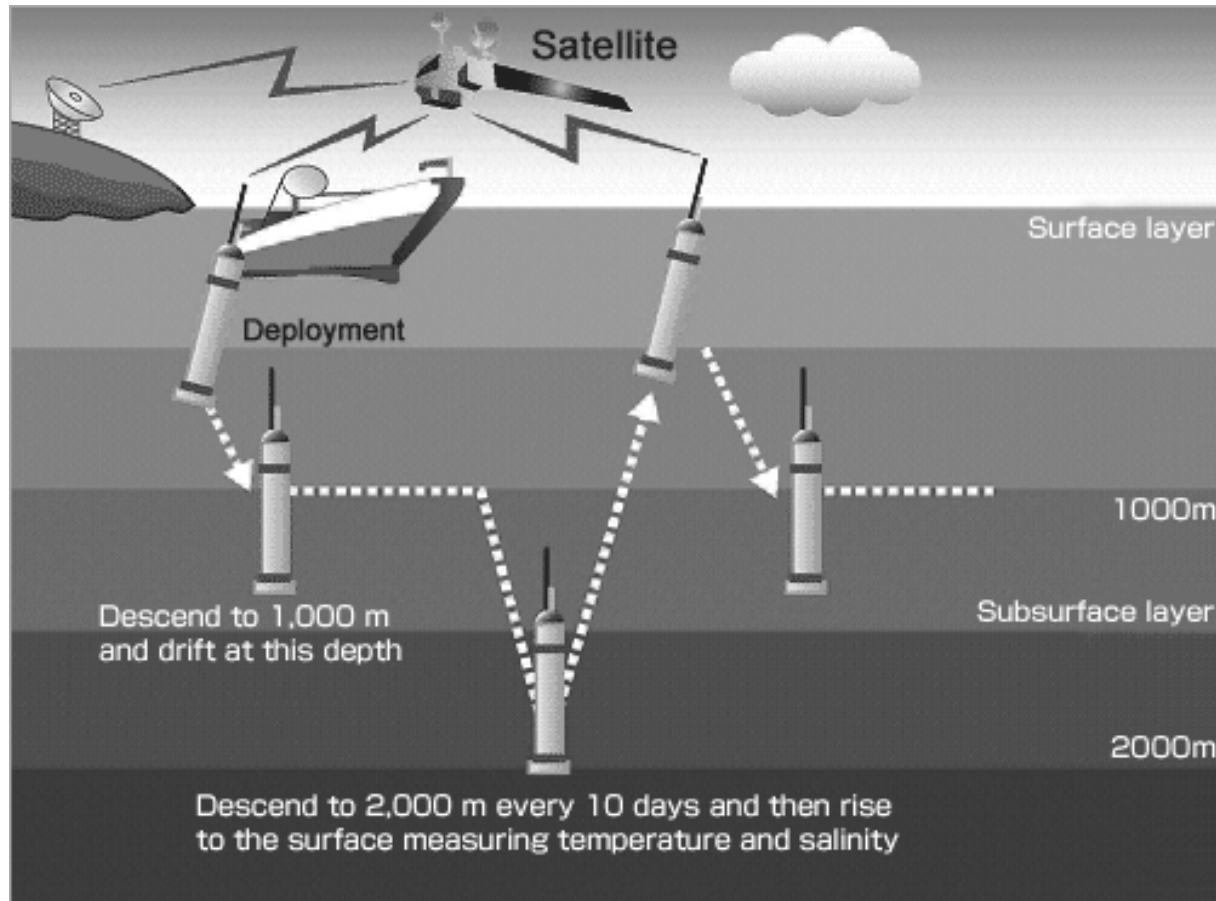 Satellite
Surface layer
Deployment
1000m
Descend to 1,000 m
and drift at this depth
Subsurface layer
2000m
Descend to 2,000 m every 10 days and then rise
to the surface measuring temperature and salinity